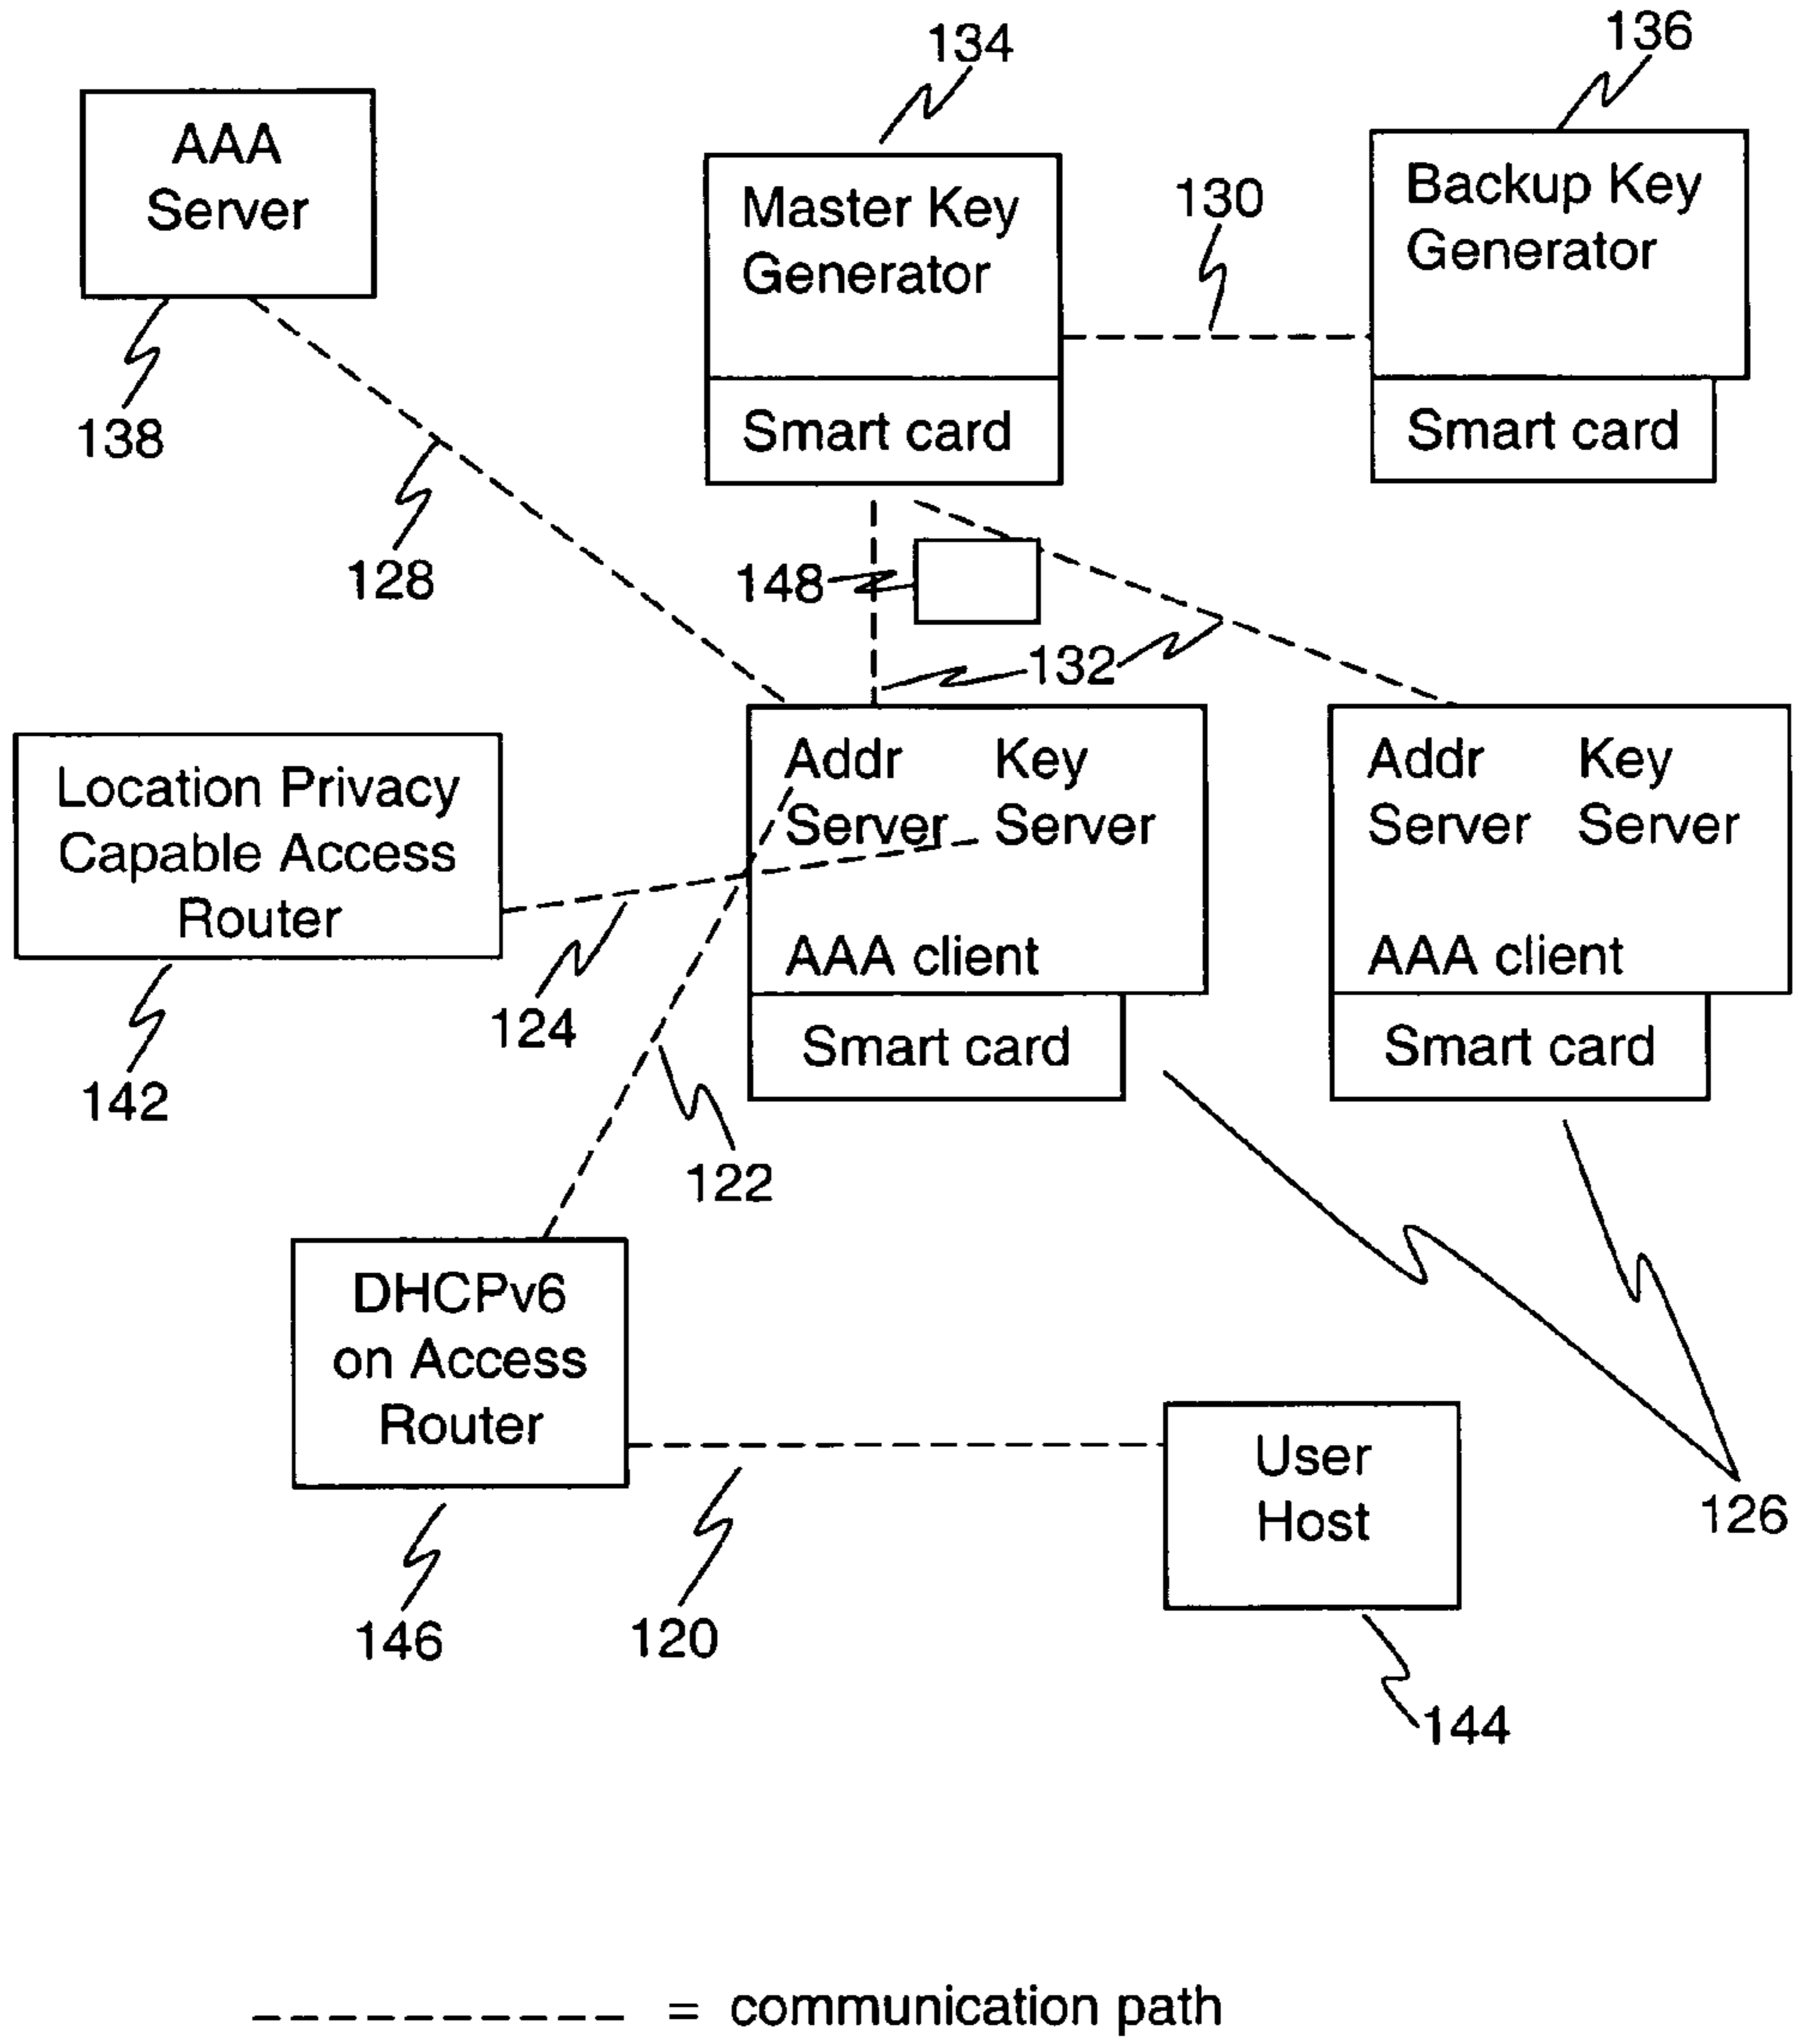 134
136
AAA
Server
Master Key
Generator
130
Backup Key
Generator
Smart card
Smart card
138
128
148
132
Location Privacy
Capable Access
Router
Addr Key
Server Server
AAA client
Smart card
Addr Key
Server Server
AAA client
Smart card
124
142
122
DHCPv6
on Access
Router
User
Host
126
146
120
144
= communication path